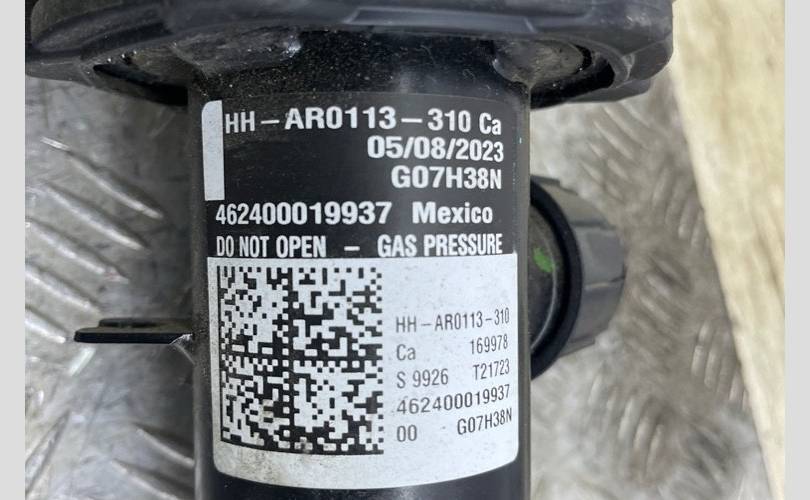 HH - AR0113 - 310 Ca
05/08/2023
G07H38N
462400019937 Mexico
DO NOT OPEN - GAS PRESSURE
HH - AR0113 - 310
Ca 169978
S 9926 T21723
462400019937
00 G07H38N